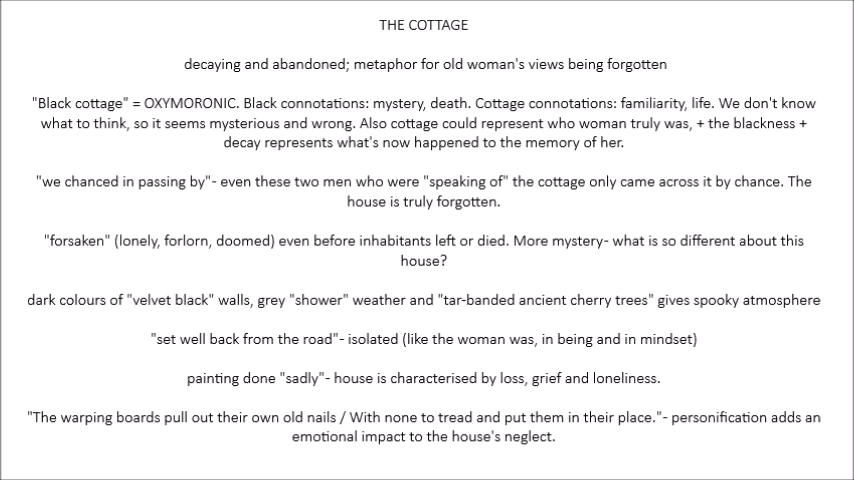 THE COTTAGE
decaying and abandoned; metaphor for old woman's views being forgotten
"Black cottage" = OXYMORONIC. Black connotations: mystery, death. Cottage connotations: familiarity, life. We don't know
what to think, so it seems mysterious and wrong. Also cottage could represent who woman truly was, + the blackness +
decay represents what's now happened to the memory of her.
"we chanced in passing by"- even these two men who were "speaking of" the cottage only came across it by chance. The
house is truly forgotten.
"forsaken" (lonely, forlorn, doomed) even before inhabitants left or died. More mystery- what is so different about this
house?
dark colours of "velvet black" walls, grey "shower" weather and "tar-banded ancient cherry trees" gives spooky atmosphere
"set well back from the road"- isolated (like the woman was, in being and in mindset)
painting done "sadly"- house is characterised by loss, grief and loneliness.
"The warping boards pull out their own old nails / With none to tread and put them in their place."- personification adds an
emotional impact to the house's neglect.